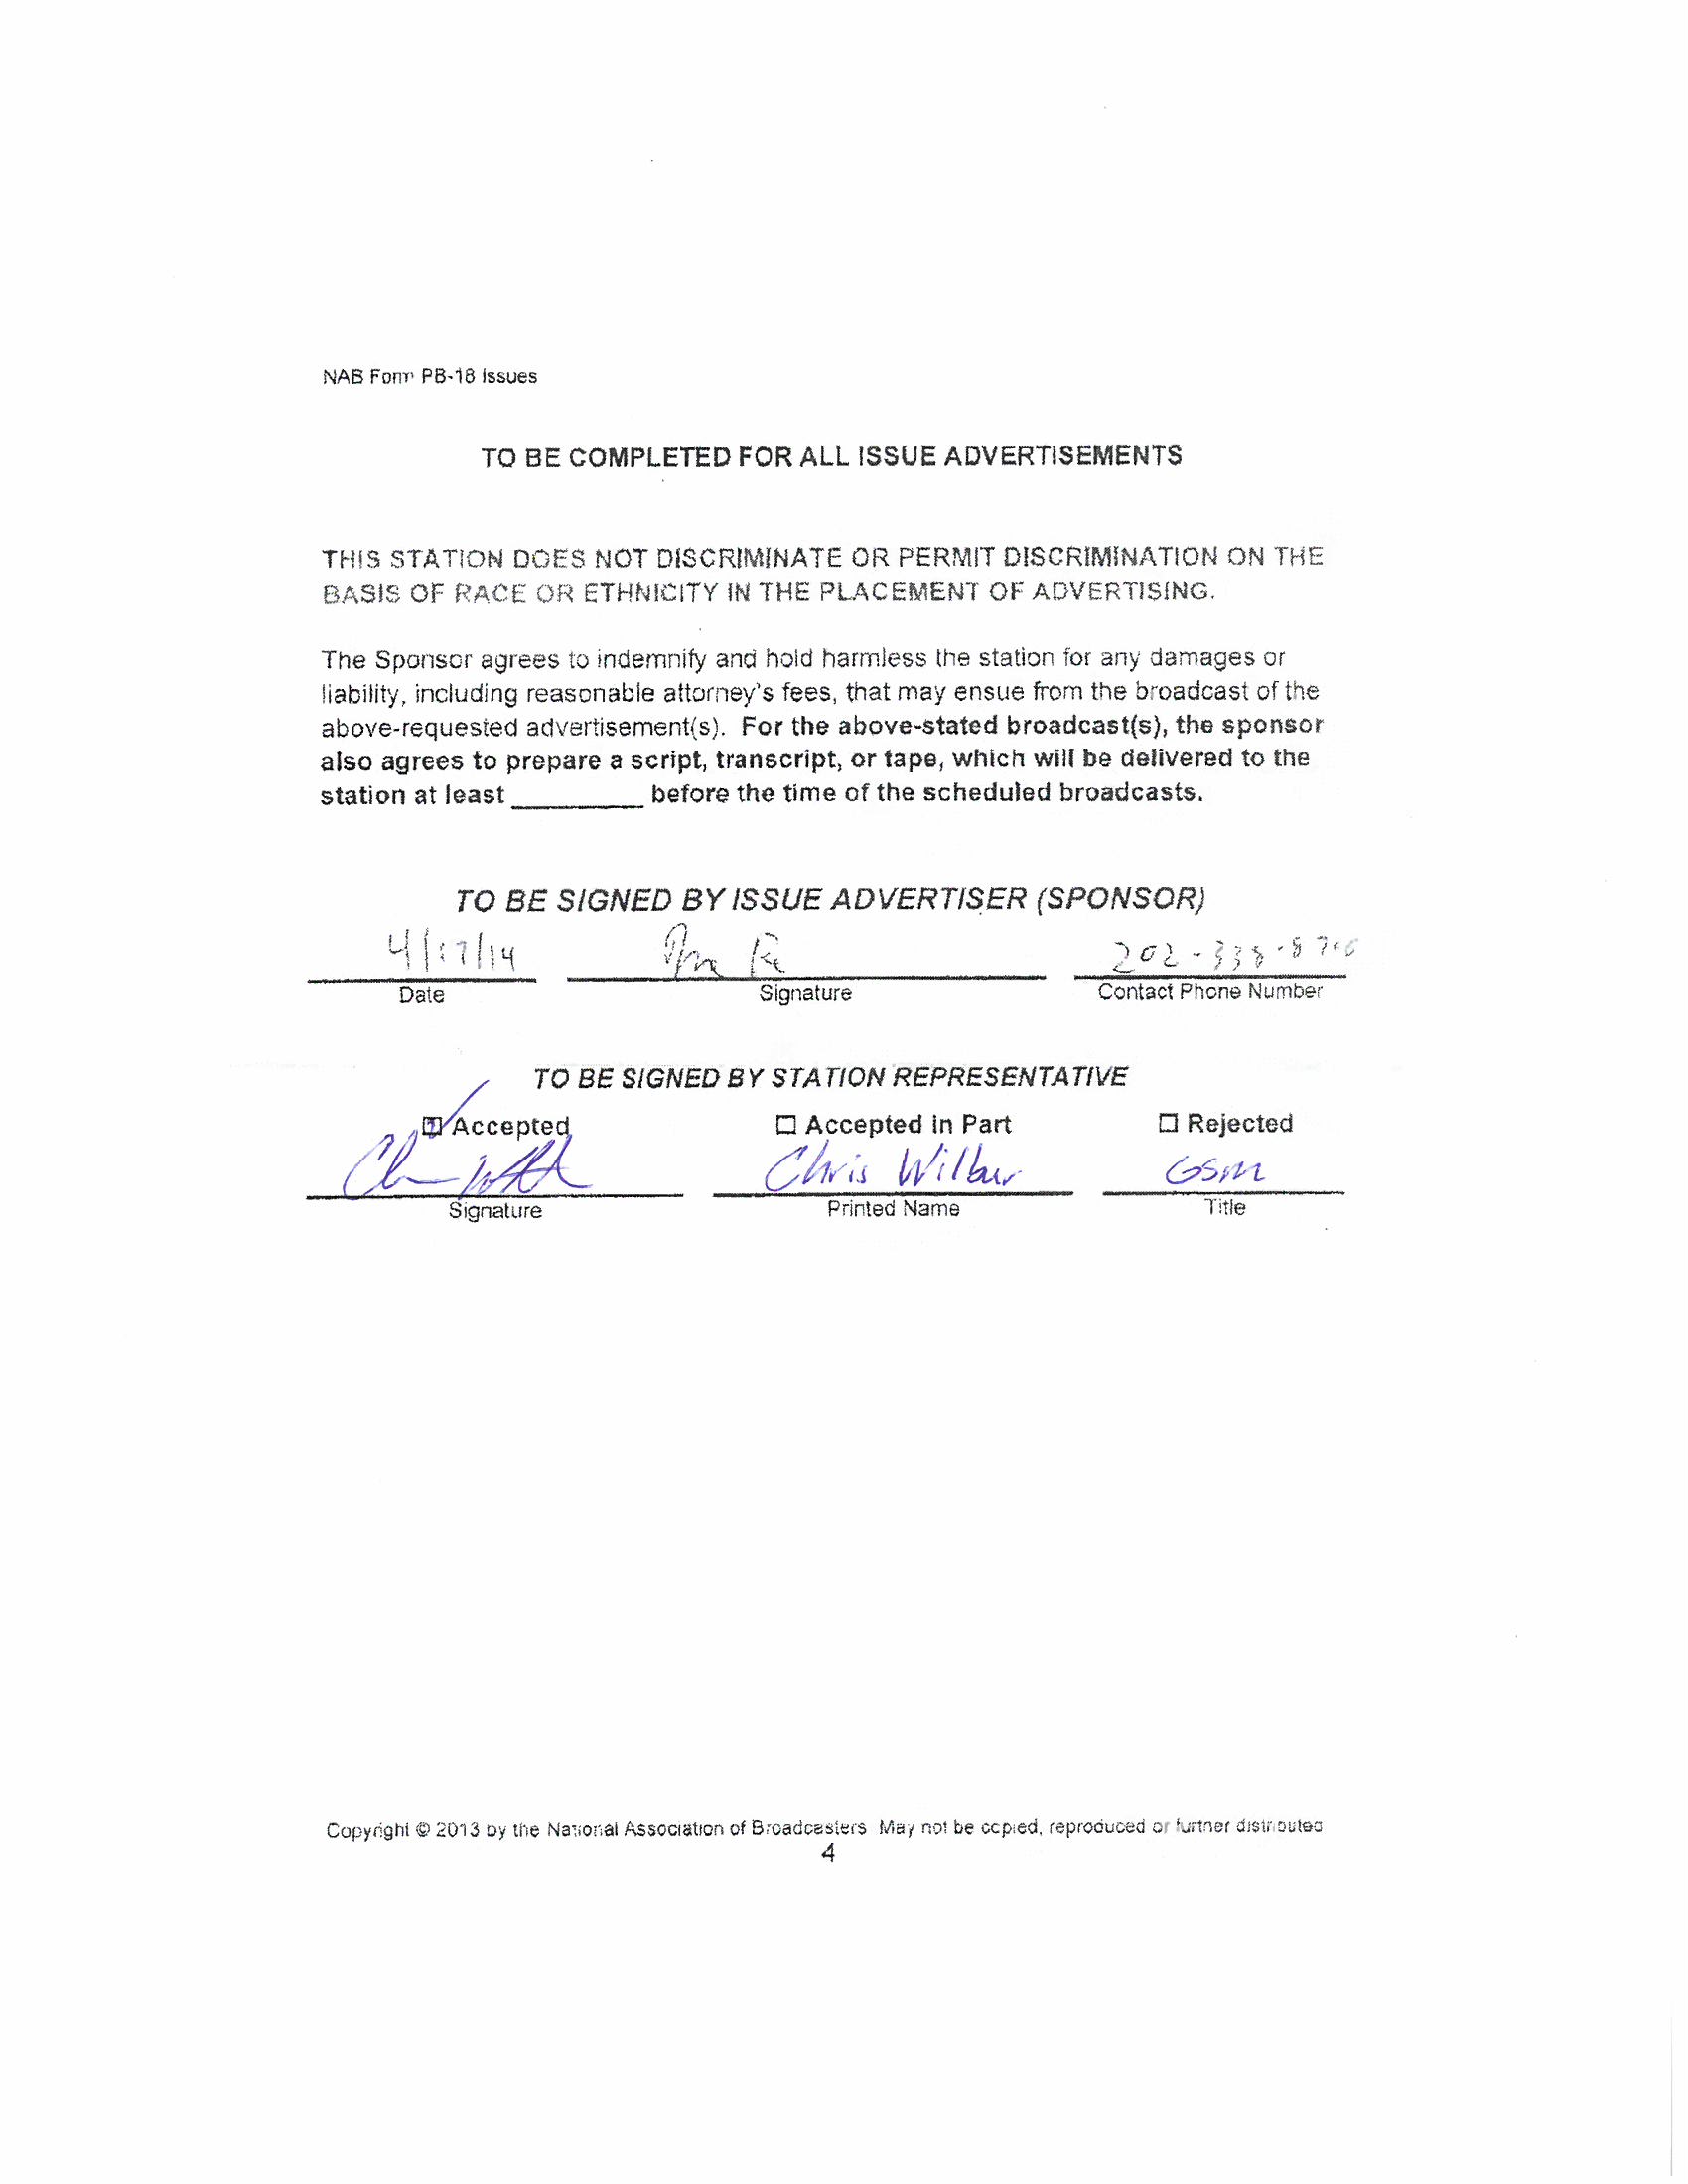 NAB Form PB-18 Issues
TO BE COMPLETED FOR ALL ISSUE ADVERTISEMENTS
THIS STATION DOES NOT DISCRIMINATE OR PERMIT DISCRIMINATION ON THE
BASIS OF RACE OR ETHNICITY IN THE PLACEMENT OF ADVERTISING.
The Sponsor agrees to indemnify and hold harmless the station for any damages or
liability, including reasonable attorney's fees, that may ensue from the broadcast of the
above-requested advertisement(s). For the above-stated broadcast(s), the sponsor
also agrees to prepare a script, transcript, or tape, which will be delivered to the
station at least __________ before the time of the scheduled broadcasts.
TO BE SIGNED BY ISSUE ADVERTISER (SPONSOR)
4/17/14 202-338-8700
Date Signature Contact Phone Number
TO BE SIGNED BY STATION REPRESENTATIVE
Accepted Accepted in Part Rejected
Chris Wilbur GSM
Signature Printed Name Title
Copyright © 2013 by the National Association of Broadcasters May not be copied, reproduced or further distributed
4